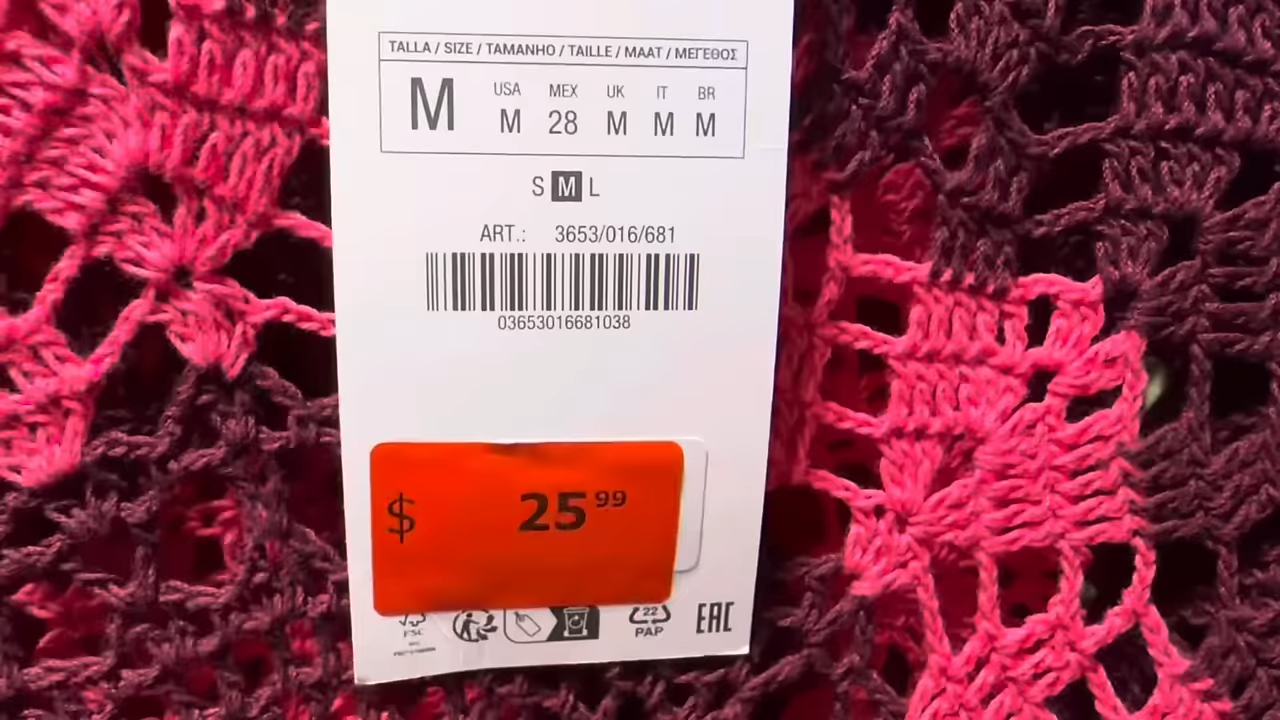 TALLA / SIZE / TAMANHO / TAILLE / MAAT / ΜΕΓΕΘΟΣ
M USA MEX UK IT BR
M 28 M M M
S M L
ART.: 3653/016/681
03653016681038
$ 25 99
FSC
22
PAP
EAC